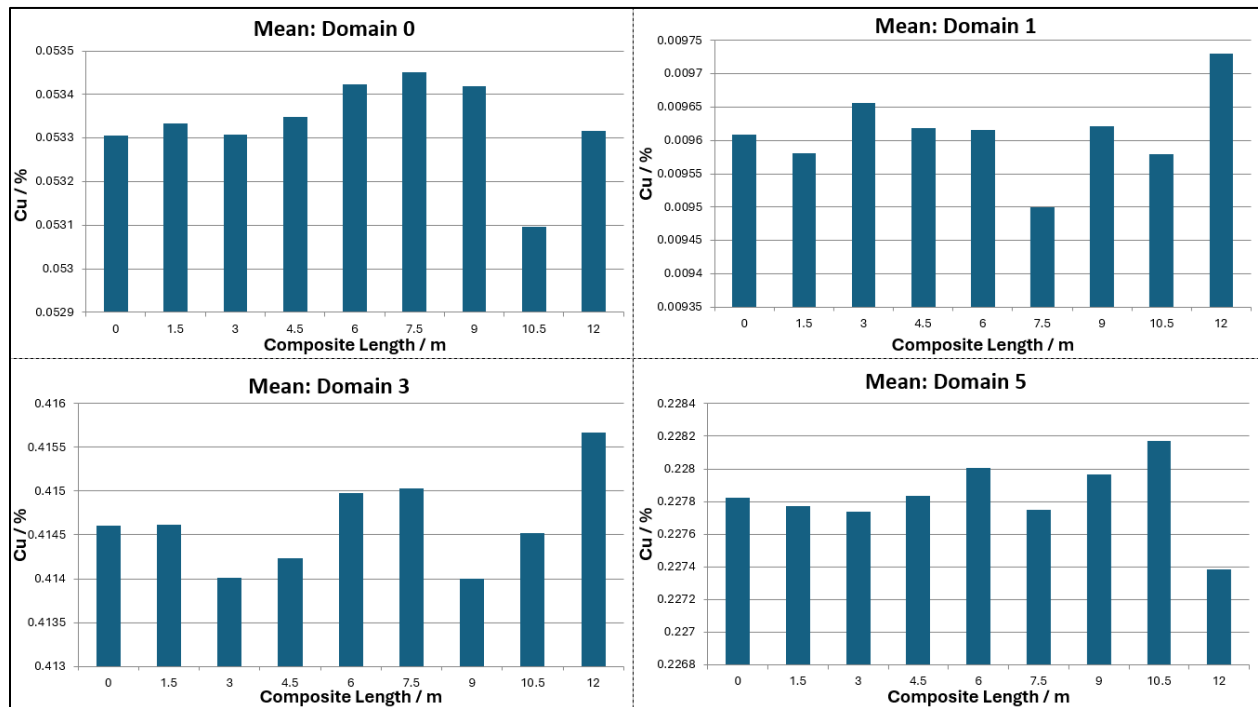 Mean: Domain 0
0.0535
0.0534
0.0533
0.0532
0.0531
0.053
0.0529
Cu / %
0 1.5 3 4.5 6 7.5 9 10.5 12
Composite Length / m
Mean: Domain 1
0.00975
0.0097
0.00965
0.0096
0.00955
0.0095
0.00945
0.0094
0.00935
Cu / %
0 1.5 3 4.5 6 7.5 9 10.5 12
Composite Length / m
Mean: Domain 3
0.416
0.4155
0.415
0.4145
0.414
0.4135
0.413
Cu / %
0 1.5 3 4.5 6 7.5 9 10.5 12
Composite Length / m
Mean: Domain 5
0.2284
0.2282
0.228
0.2278
0.2276
0.2274
0.2272
0.227
0.2268
Cu / %
0 1.5 3 4.5 6 7.5 9 10.5 12
Composite Length / m